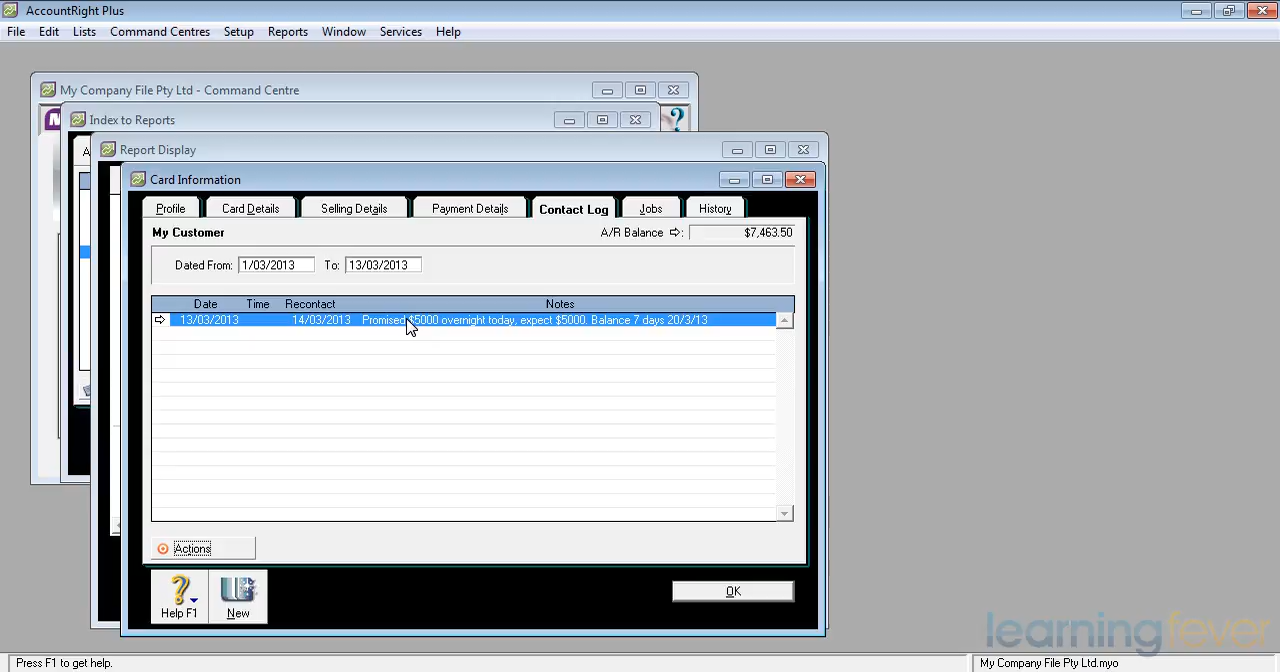 AccountRight Plus
File Edit Lists Command Centres Setup Reports Window Services Help
My Company File Pty Ltd - Command Centre
Index to Reports
Report Display
Card Information
Profile Card Details Selling Details Payment Details Contact Log Jobs History
My Customer A/R Balance : $7,463.50
Dated From: 1/03/2013 To: 13/03/2013
Date Time Recontact Notes
13/03/2013 14/03/2013 Promised $5000 overnight today, expect $5000. Balance 7 days 20/3/13
Actions
Help F1 New OK
learningfever
Press F1 to get help. My Company File Pty Ltd.myo